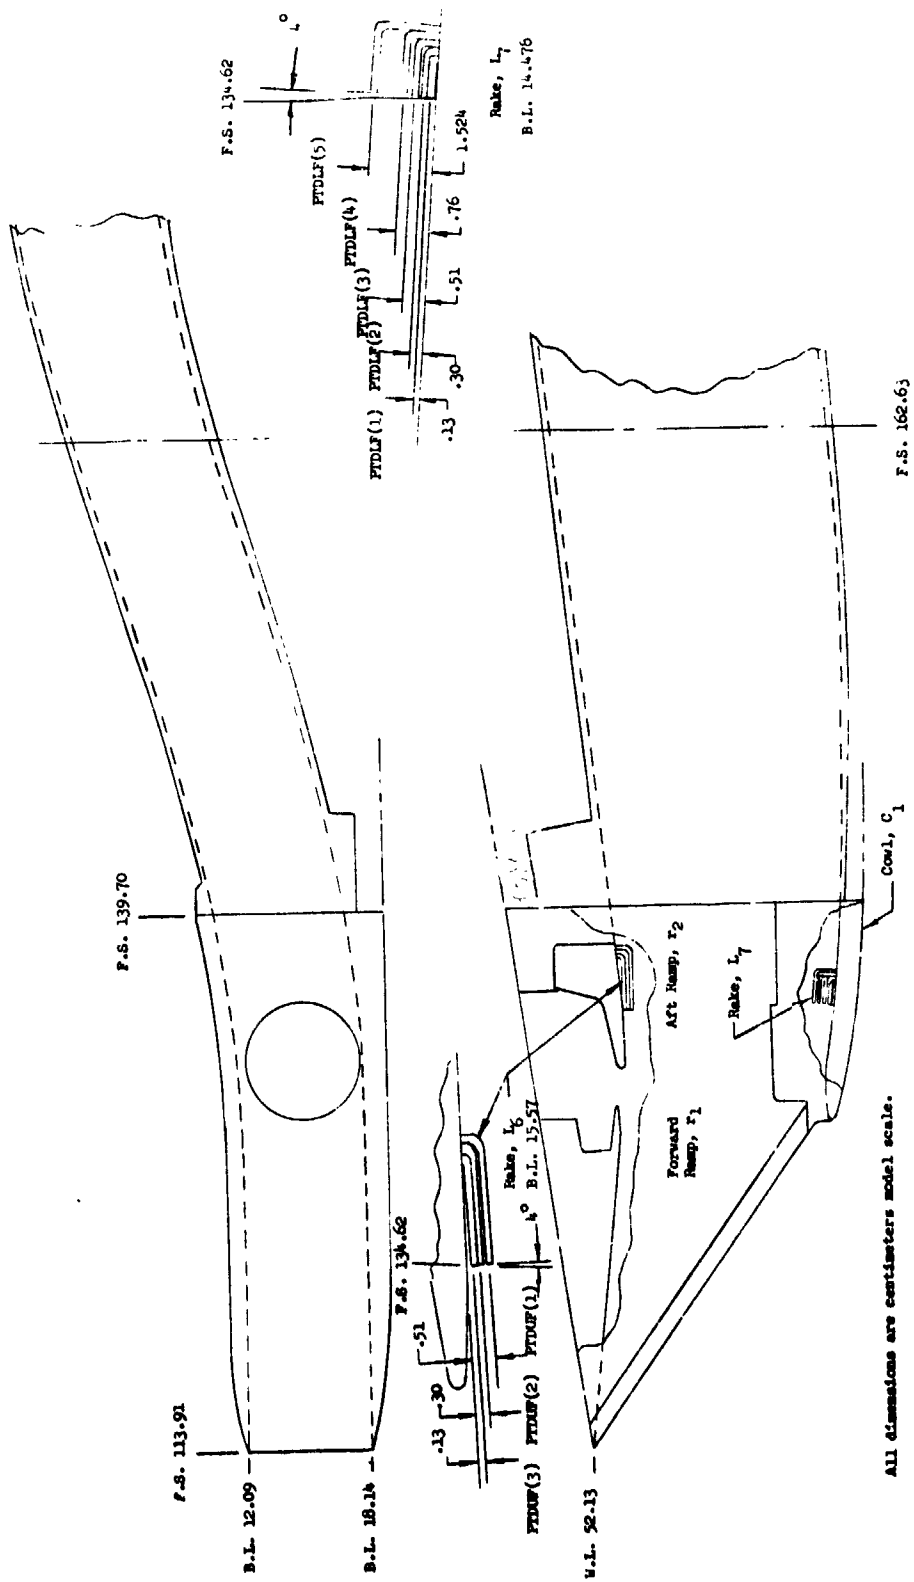 F.S. 134.62
4°
PTDLF(5)
PTDLF(4)
PTDLF(3)
PTDLF(2)
PTDLF(1)
1.524
.76
.51
.30
.13
Rake, L7
B.L. 14.476
F.S. 139.70
F.S. 113.91
B.L. 12.09
B.L. 18.14
F.S. 134.62
.51
.30
.13
PTDUF(3)
PTDUF(2)
PTDUF(1)
4°
Rake, L6
B.L. 15.57
W.L. 52.13
Forward
Ramp, r1
Aft Ramp, r2
Rake, L7
Cowl, C1
F.S. 162.63
All dimensions are centimeters model scale.